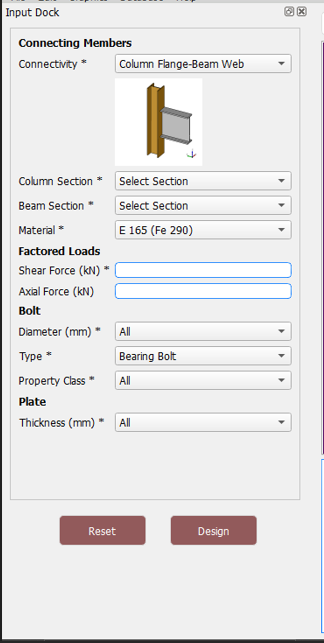 Input Dock
Connecting Members
Connectivity * Column Flange-Beam Web
Column Section * Select Section
Beam Section * Select Section
Material * E 165 (Fe 290)
Factored Loads
Shear Force (kN) *
Axial Force (kN)
Bolt
Diameter (mm) * All
Type * Bearing Bolt
Property Class * All
Plate
Thickness (mm) * All
Reset Design